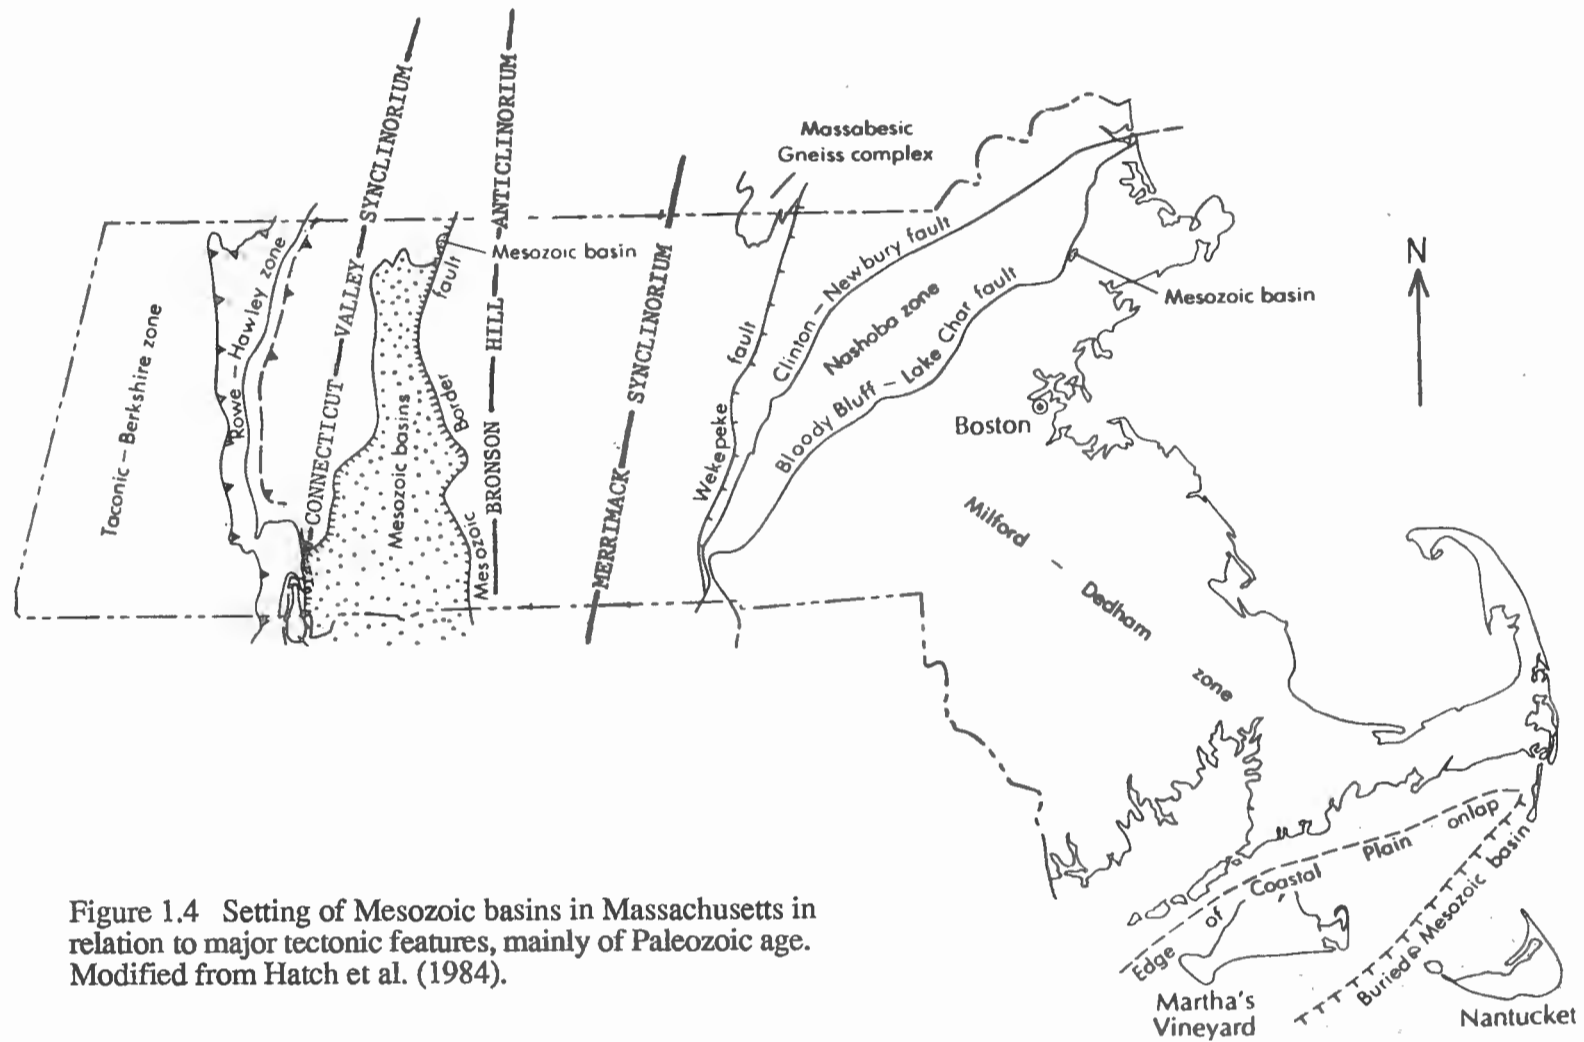 Taconic – Berkshire zone
Rowe – Hawley zone
CONNECTICUT VALLEY SYNCLINORIUM
Mesozoic basins
Mesozoic Border fault
Mesozoic basin
BRONSON HILL ANTICLINORIUM
MERRIMACK SYNCLINORIUM
Massabesic
Gneiss complex
Wekepeke fault
Clinton – Newbury fault
Nashoba zone
Bloody Bluff – Lake Char fault
Mesozoic basin
N
Boston
Milford – Dedham zone
Edge of Coastal Plain onlap
Buried Mesozoic basin
Martha's
Vineyard
Nantucket
Figure 1.4 Setting of Mesozoic basins in Massachusetts in
relation to major tectonic features, mainly of Paleozoic age.
Modified from Hatch et al. (1984).